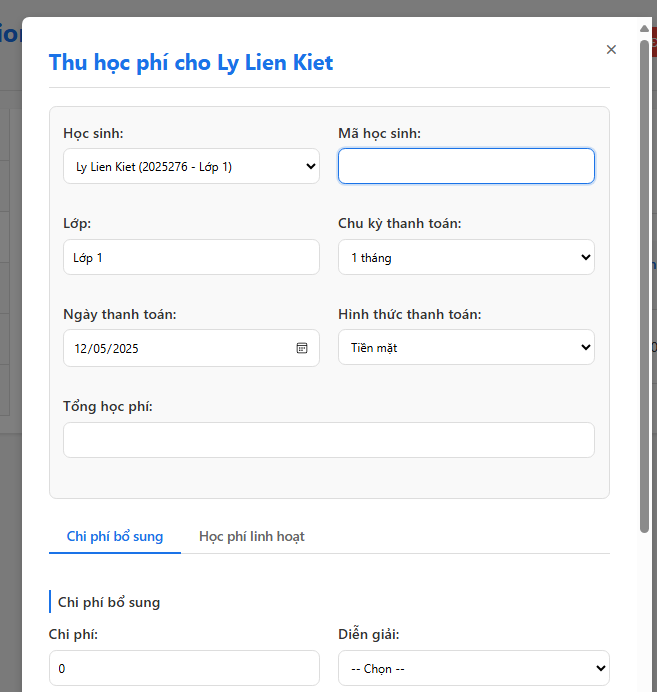 Thu học phí cho Ly Lien Kiet
×
Học sinh:
Mã học sinh:
Ly Lien Kiet (2025276 - Lớp 1)
Lớp:
Chu kỳ thanh toán:
Lớp 1
1 tháng
Ngày thanh toán:
Hình thức thanh toán:
12/05/2025
Tiền mặt
Tổng học phí:
Chi phí bổ sung
Học phí linh hoạt
Chi phí bổ sung
Chi phí:
Diễn giải:
0
-- Chọn --